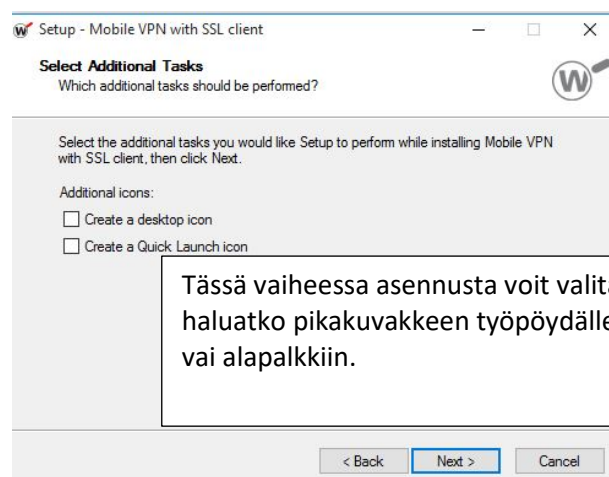 Setup - Mobile VPN with SSL client
Select Additional Tasks
Which additional tasks should be performed?
Select the additional tasks you would like Setup to perform while installing Mobile VPN
with SSL client, then click Next.
Additional icons:
Create a desktop icon
Create a Quick Launch icon
Tässä vaiheessa asennusta voit valita
haluatko pikakuvakkeen työpöydälle
vai alapalkkiin.
< Back Next > Cancel